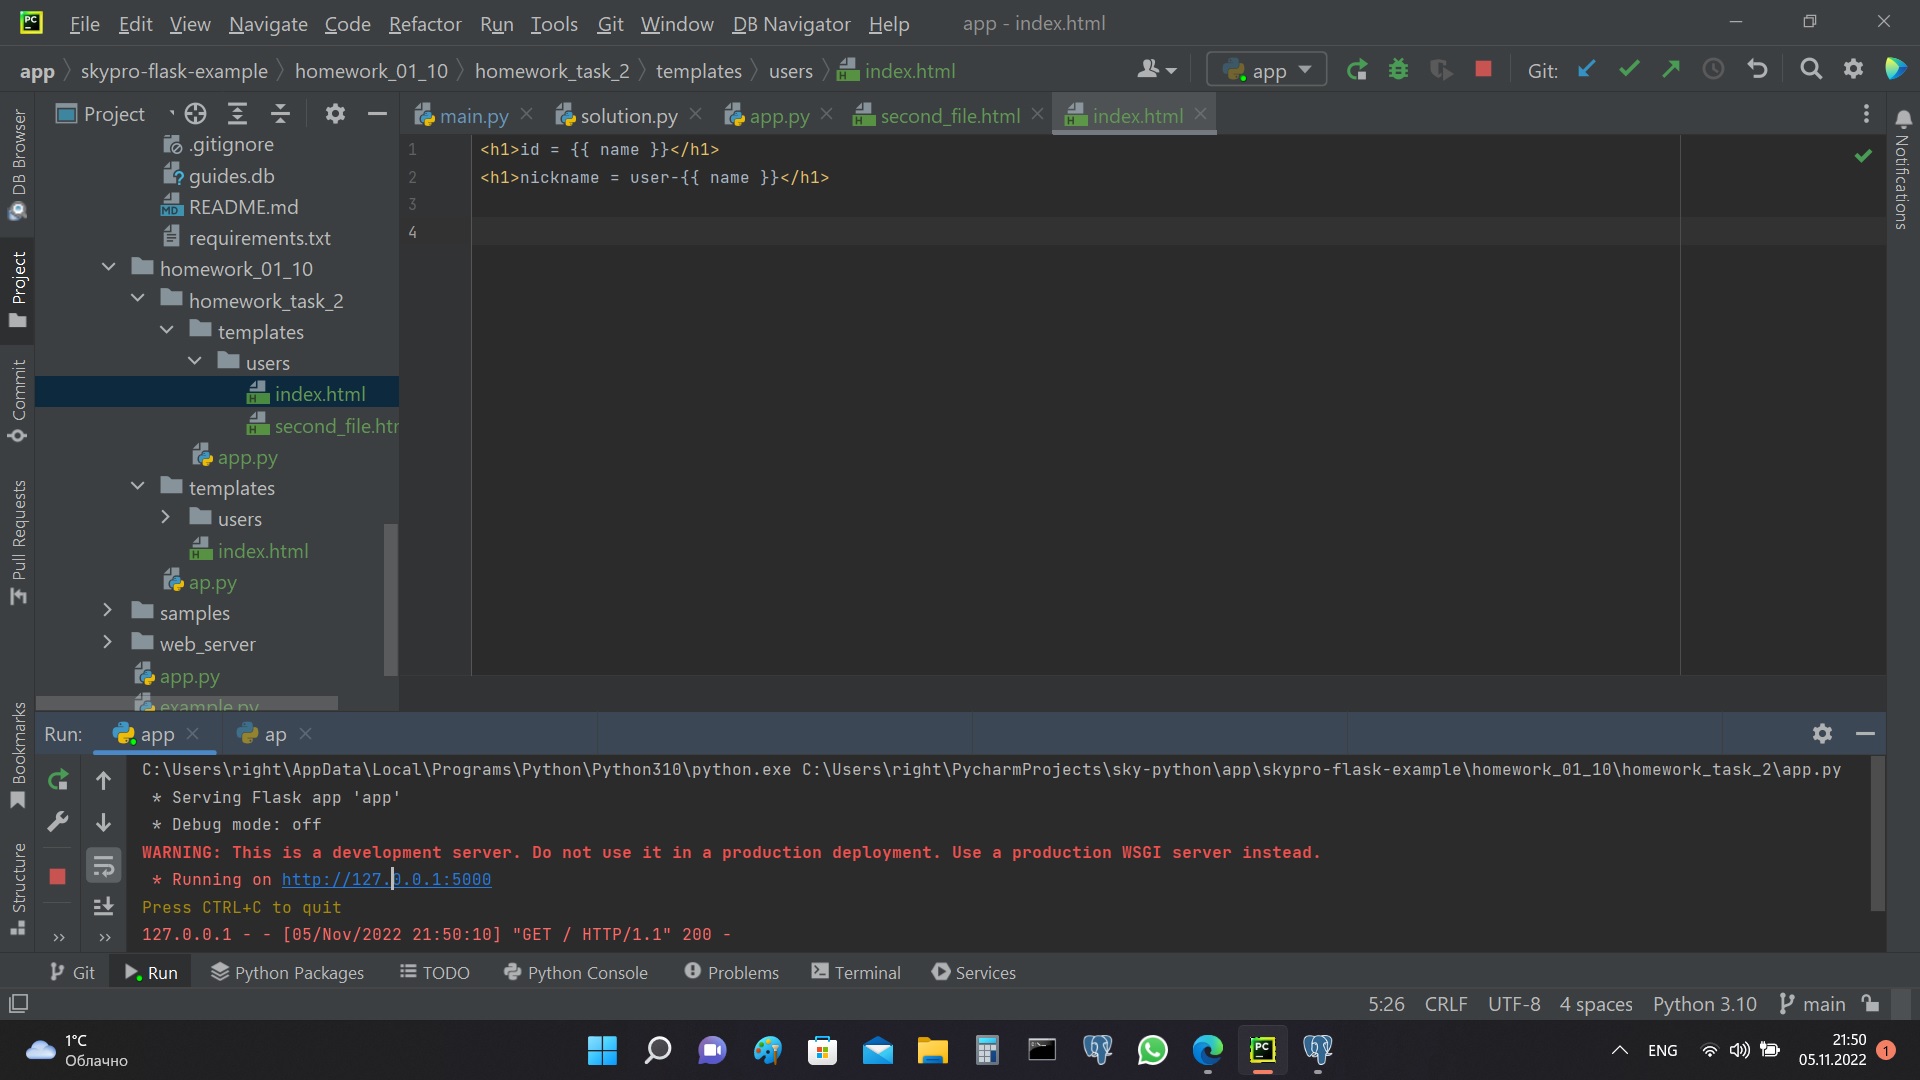 PC File Edit View Navigate Code Refactor Run Tools Git Window DB Navigator Help app - index.html
app skypro-flask-example homework_01_10 homework_task_2 templates users index.html app Git:
Project main.py solution.py app.py second_file.html index.html
DB Browser
Project
Commit
Pull Requests
Bookmarks
Structure
Notifications
.gitignore
guides.db
README.md
requirements.txt
homework_01_10
homework_task_2
templates
users
index.html
second_file.htr
app.py
templates
users
index.html
ap.py
samples
web_server
app.py
example.py
1 <h1>id = {{ name }}</h1>
2 <h1>nickname = user-{{ name }}</h1>
3
4
Run: app ap
C:\Users\right\AppData\Local\Programs\Python\Python310\python.exe C:\Users\right\PycharmProjects\sky-python\app\skypro-flask-example\homework_01_10\homework_task_2\app.py
* Serving Flask app 'app'
* Debug mode: off
WARNING: This is a development server. Do not use it in a production deployment. Use a production WSGI server instead.
* Running on http://127.0.0.1:5000
Press CTRL+C to quit
127.0.0.1 - - [05/Nov/2022 21:50:10] "GET / HTTP/1.1" 200 -
Git Run Python Packages TODO Python Console Problems Terminal Services
5:26 CRLF UTF-8 4 spaces Python 3.10 main
1°C
Облачно
PC
ENG
21:50
05.11.2022
1